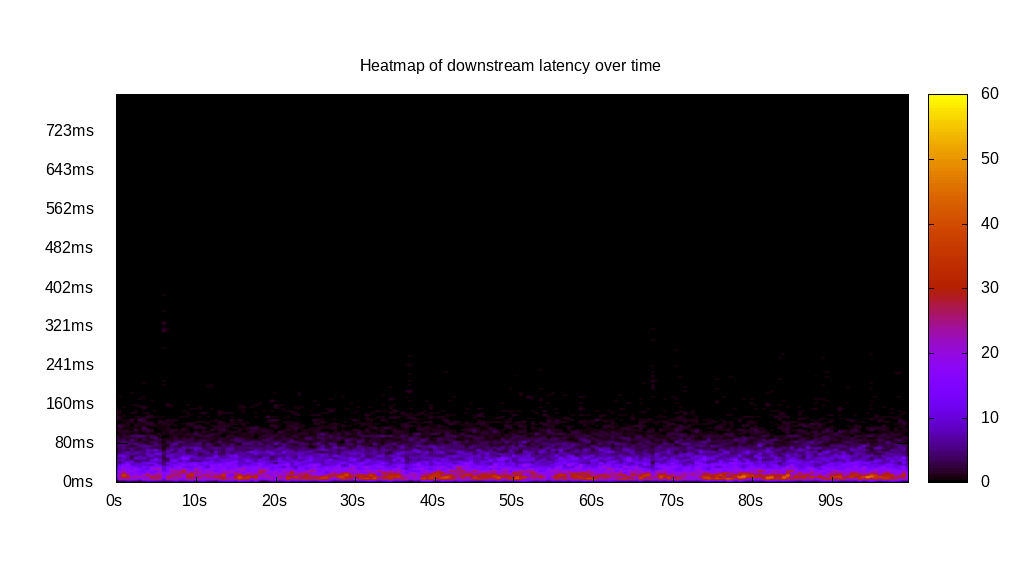 Heatmap of downstream latency over time
723ms
643ms
562ms
482ms
402ms
321ms
241ms
160ms
80ms
0ms
0s 10s 20s 30s 40s 50s 60s 70s 80s 90s
60
50
40
30
20
10
0